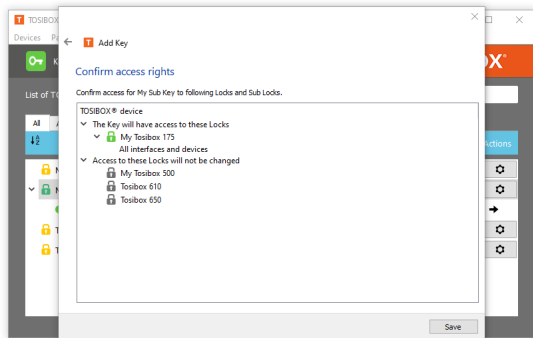 TOSIBOX
Devices
Add Key
Confirm access rights
Confirm access for My Sub Key to following Locks and Sub Locks.
List of
TOSIBOX® device
The Key will have access to these Locks
My Tosibox 175
All interfaces and devices
Access to these Locks will not be changed
My Tosibox 500
Tosibox 610
Tosibox 650
All
Actions
Save